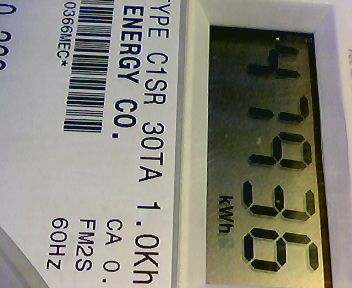 47936
kWh
TYPE C1SR 30TA 1.0Kh
ENERGY CO.
CA 0.
FM2S
60HZ
0366MEC*